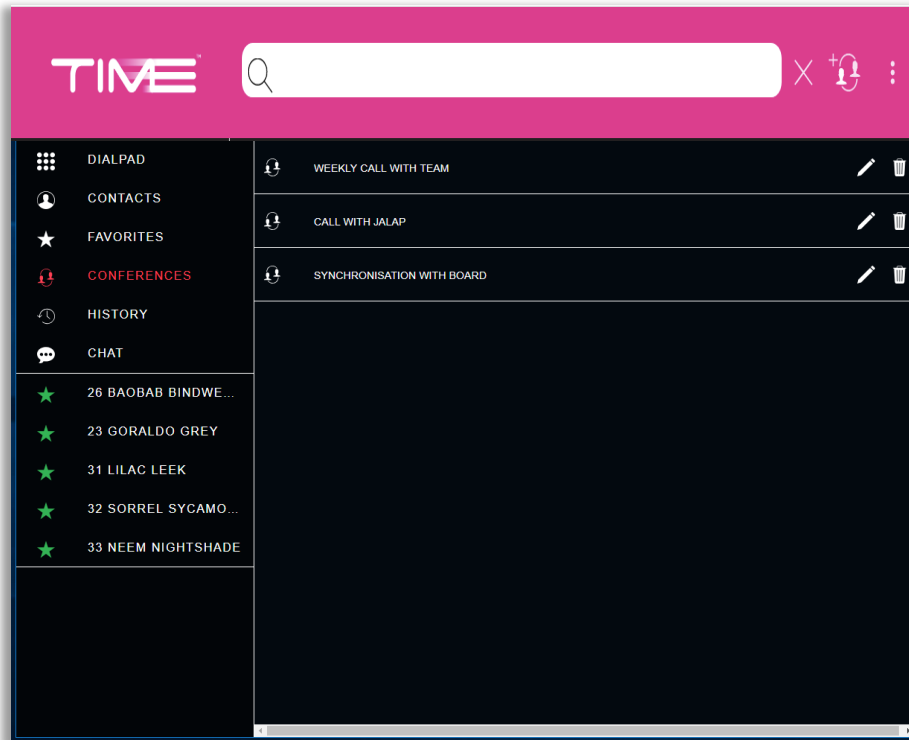 TIME™
DIALPAD
CONTACTS
FAVORITES
CONFERENCES
HISTORY
CHAT
26 BAOBAB BINDWE...
23 GORALDO GREY
31 LILAC LEEK
32 SORREL SYCAMO...
33 NEEM NIGHTSHADE
WEEKLY CALL WITH TEAM
CALL WITH JALAP
SYNCHRONISATION WITH BOARD